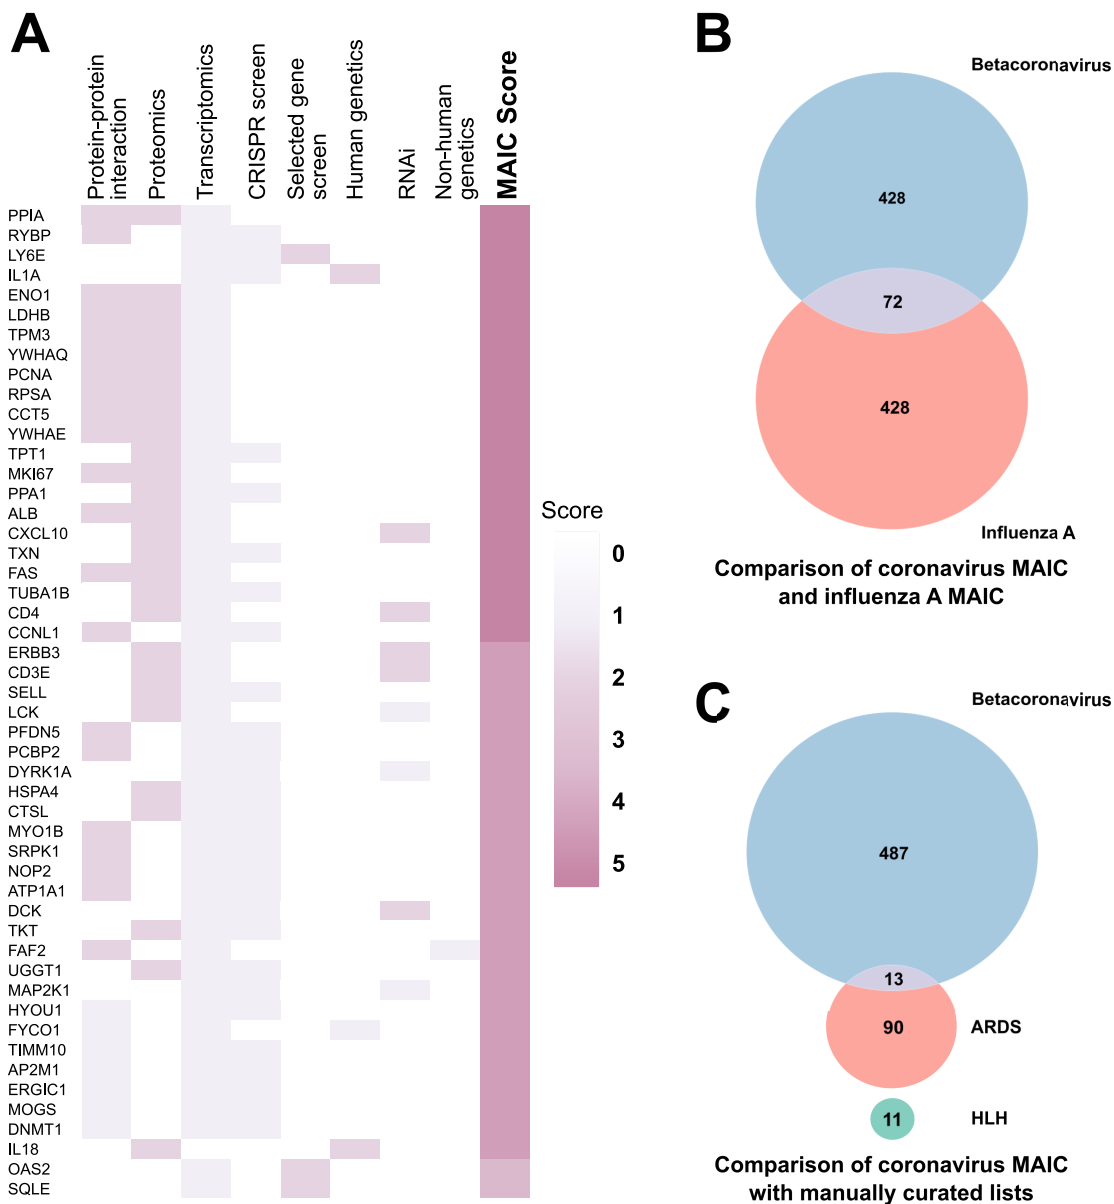 A
Protein-protein
interaction
Proteomics
Transcriptomics
CRISPR screen
Selected gene
screen
Human genetics
RNAi
Non-human
genetics
MAIC Score
PPIA
RYBP
LY6E
IL1A
ENO1
LDHB
TPM3
YWHAQ
PCNA
RPSA
CCT5
YWHAE
TPT1
MKI67
PPA1
ALB
CXCL10
TXN
FAS
TUBA1B
CD4
CCNL1
ERBB3
CD3E
SELL
LCK
PFDN5
PCBP2
DYRK1A
HSPA4
CTSL
MYO1B
SRPK1
NOP2
ATP1A1
DCK
TKT
FAF2
UGGT1
MAP2K1
HYOU1
FYCO1
TIMM10
AP2M1
ERGIC1
MOGS
DNMT1
IL18
OAS2
SQLE
Score
0
1
2
3
4
5
B
Betacoronavirus
428
72
428
Influenza A
Comparison of coronavirus MAIC
and influenza A MAIC
C
Betacoronavirus
487
13
90
ARDS
11
HLH
Comparison of coronavirus MAIC
with manually curated lists